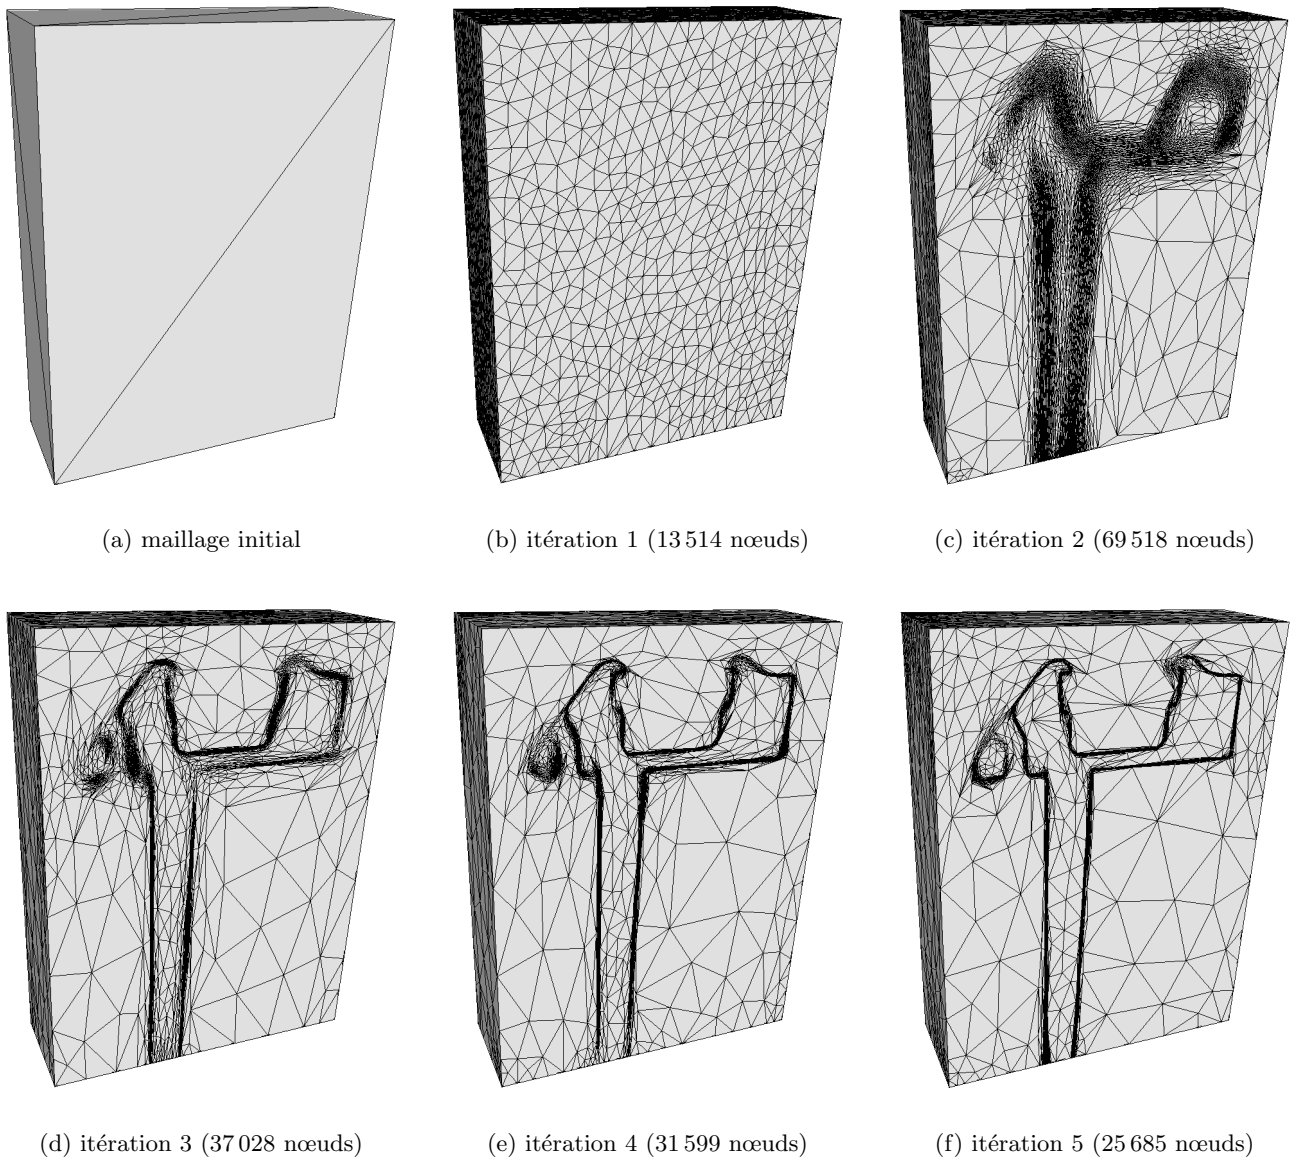 (a) maillage initial
(b) itération 1 (13 514 nœuds)
(c) itération 2 (69 518 nœuds)
(d) itération 3 (37 028 nœuds)
(e) itération 4 (31 599 nœuds)
(f) itération 5 (25 685 nœuds)